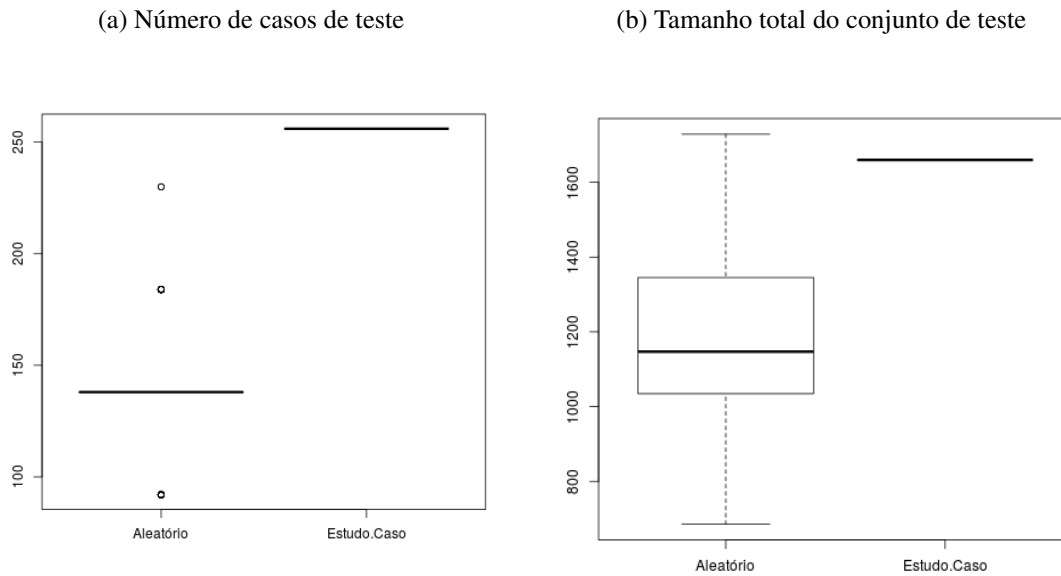 (a) Número de casos de teste
250
200
150
100
Aleatório
Estudo.Caso
(b) Tamanho total do conjunto de teste
1600
1400
1200
1000
800
Aleatório
Estudo.Caso